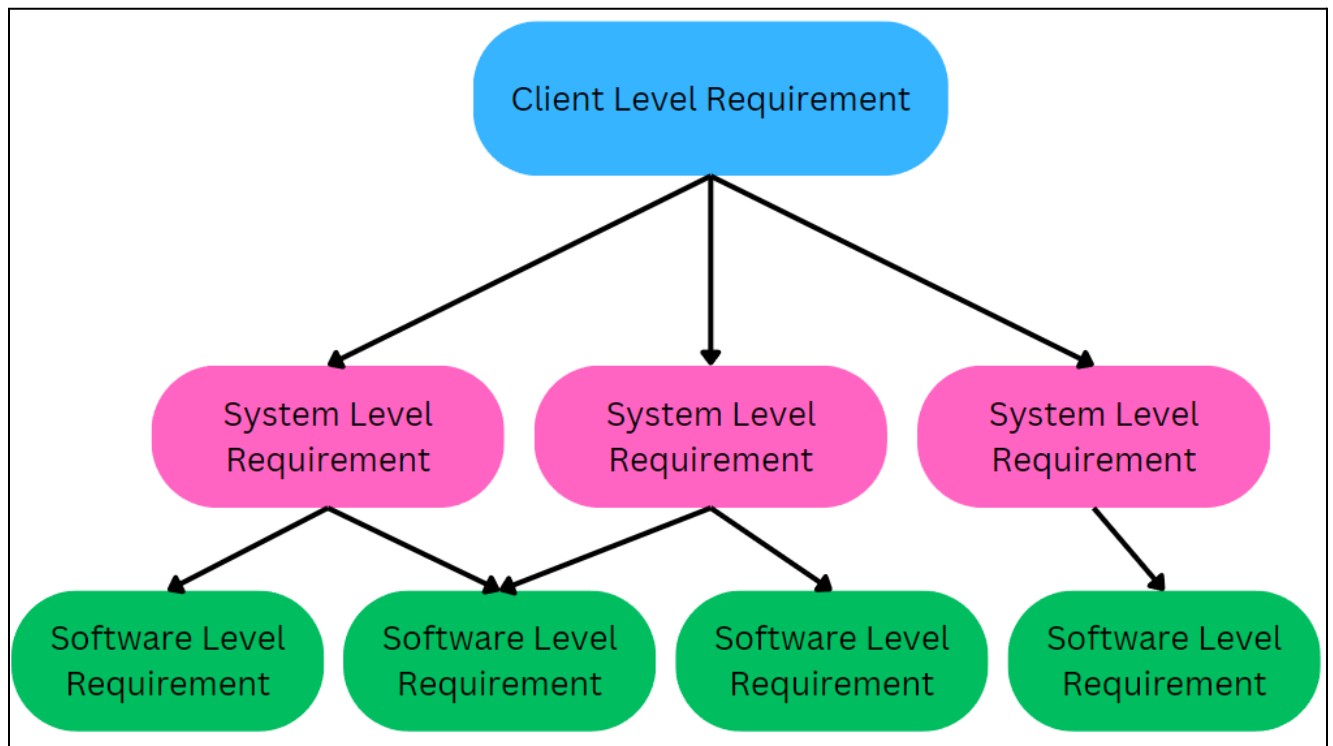 Client Level Requirement
System Level
Requirement
System Level
Requirement
System Level
Requirement
Software Level
Requirement
Software Level
Requirement
Software Level
Requirement
Software Level
Requirement